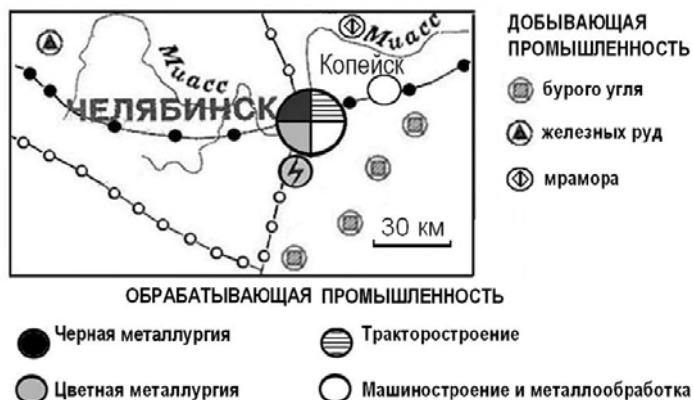 Миасс
Миасс
Копейск
ЧЕЛЯБИНСК
30 км
ДОБЫВАЮЩАЯ
ПРОМЫШЛЕННОСТЬ
бурого угля
железных руд
мрамора
ОБРАБАТЫВАЮЩАЯ ПРОМЫШЛЕННОСТЬ
Черная металлургия
Тракторостроение
Цветная металлургия
Машиностроение и металлообработка